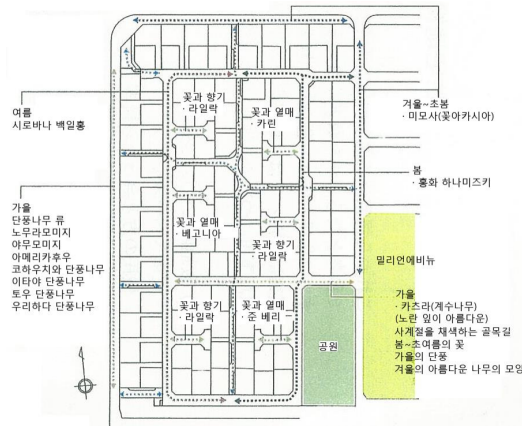 여름
시로바나 백일홍
가을
단풍나무 류
노무라모미지
야무모미지
아메리카후우
코하우치와 단풍나무
이타야 단풍나무
토우 단풍나무
우리하다 단풍나무
꽃과 향기
· 라일락
꽃과 열매
· 카린
꽃과 열매
· 베고니아
꽃과 향기
· 라일락
꽃과 향기
· 라일락
꽃과 열매
· 준 베리
공원
겨울~초봄
· 미모사(꽃아카시아)
봄
· 홍화 하나미즈키
밀리언에비뉴
가을
· 카츠라(계수나무)
(노란 잎이 아름다운)
사계절을 채색하는 골목길
봄~초여름의 꽃
가을의 단풍
겨울의 아름다운 나무의 모양